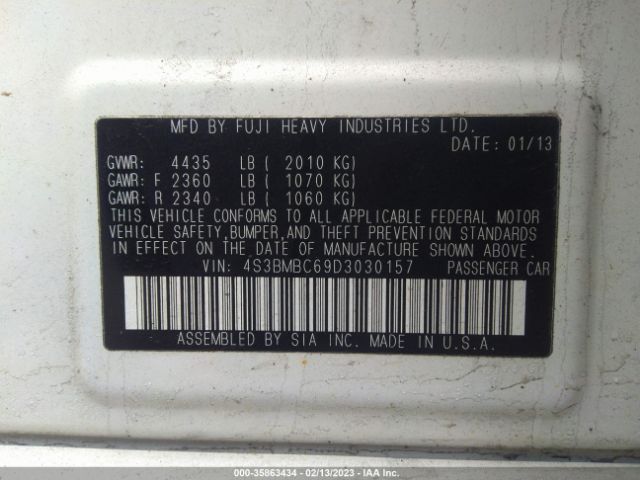 MFD BY FUJI HEAVY INDUSTRIES LTD.
DATE: 01/13
GVWR: 4435 LB ( 2010 KG)
GAWR: F 2360 LB ( 1070 KG)
GAWR: R 2340 LB ( 1060 KG)
THIS VEHICLE CONFORMS TO ALL APPLICABLE FEDERAL MOTOR
VEHICLE SAFETY, BUMPER, AND THEFT PREVENTION STANDARDS
IN EFFECT ON THE DATE OF MANUFACTURE SHOWN ABOVE.
VIN: 4S3BMBC69D3030157 PASSENGER CAR
ASSEMBLED BY SIA INC. MADE IN U.S.A.
000-35863434 - 02/13/2023 - IAA Inc.